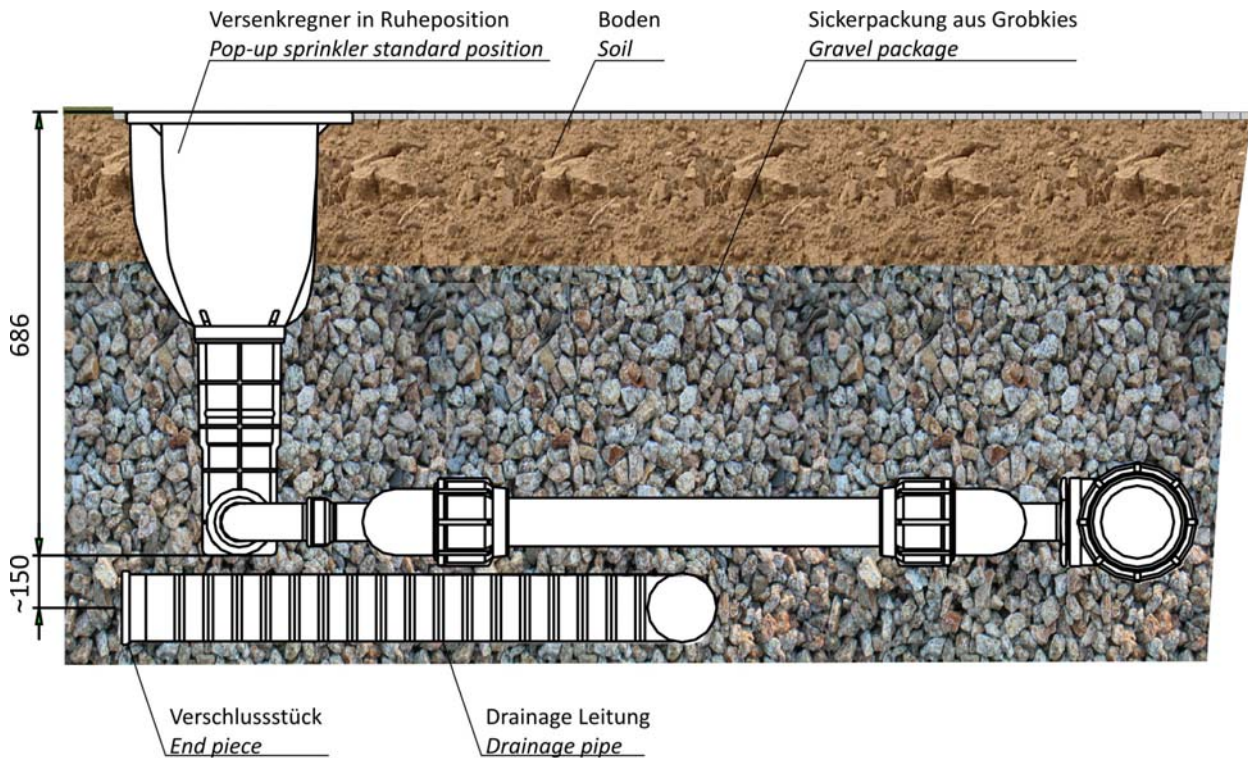 Versenkregner in Ruheposition
Pop-up sprinkler standard position
Boden
Soil
Sickerpackung aus Grobkies
Gravel package
686
~150
Verschlussstück
End piece
Drainage Leitung
Drainage pipe